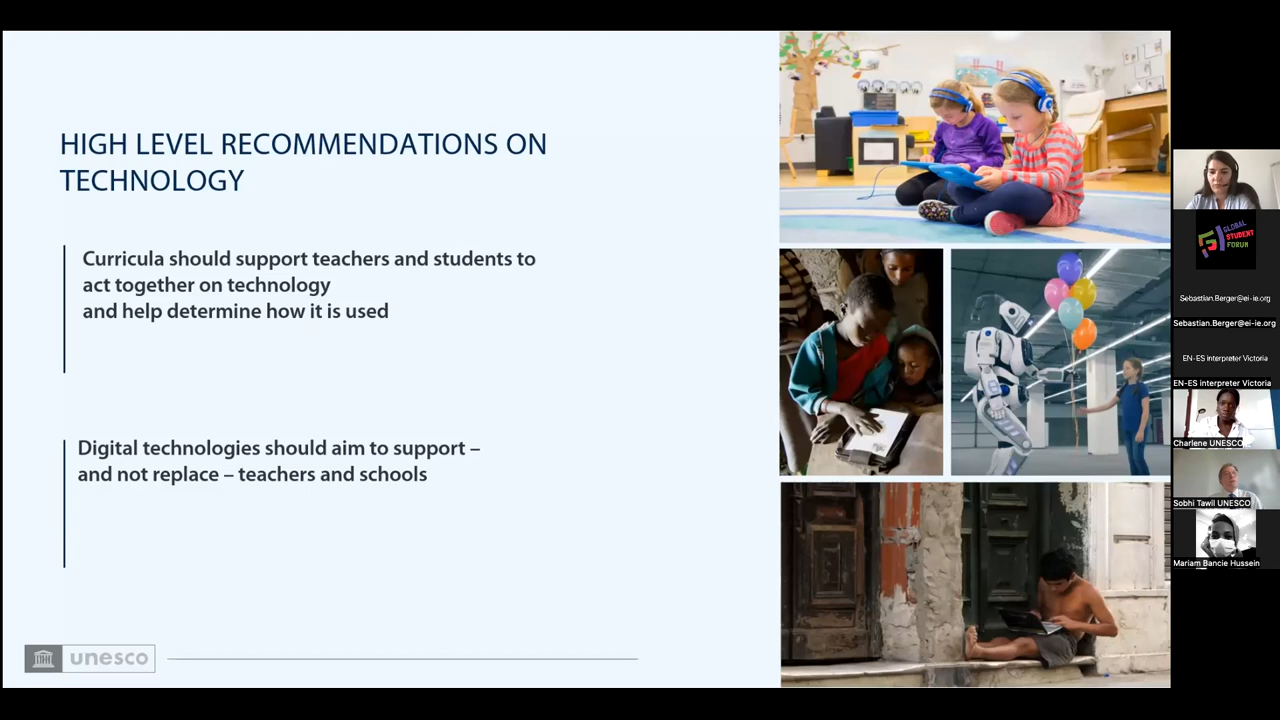 HIGH LEVEL RECOMMENDATIONS ON
TECHNOLOGY
Curricula should support teachers and students to
act together on technology
and help determine how it is used
Digital technologies should aim to support –
and not replace – teachers and schools
unesco
GLOBAL
STUDENT
FORUM
Sebastian.Berger@ei-ie.org
Sebastian.Berger@ei-ie.org
EN-ES interpreter Victoria
EN-ES interpreter Victoria
Charlene UNESCO
Sobhi Tawil UNESCO
Mariam Bancie Hussein